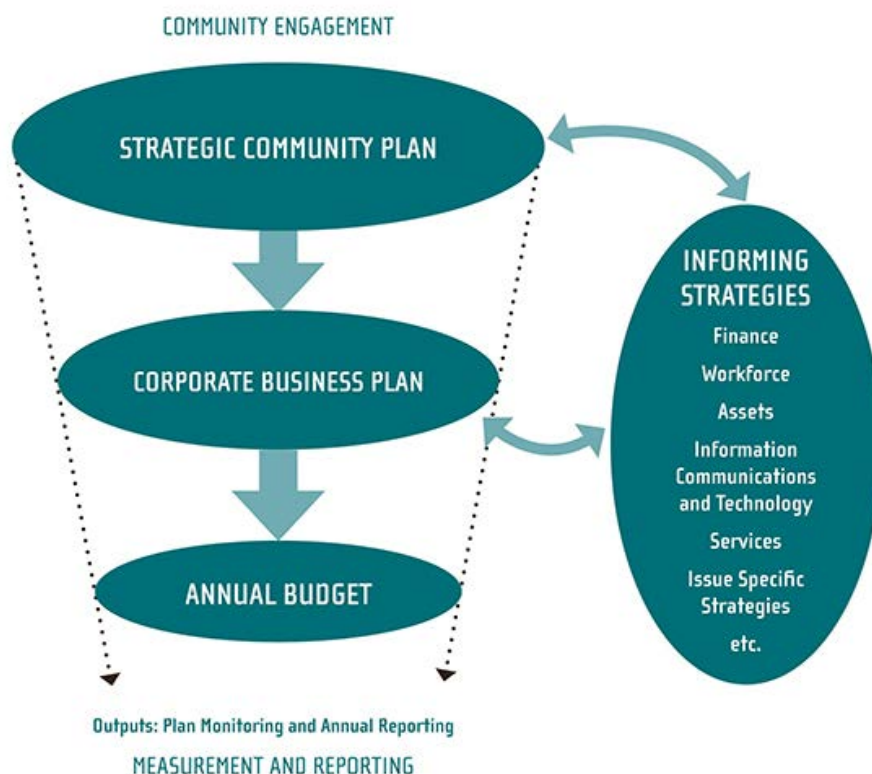 COMMUNITY ENGAGEMENT
STRATEGIC COMMUNITY PLAN
CORPORATE BUSINESS PLAN
ANNUAL BUDGET
INFORMING
STRATEGIES
Finance
Workforce
Assets
Information
Communications
and Technology
Services
Issue Specific
Strategies
etc.
Outputs: Plan Monitoring and Annual Reporting
MEASUREMENT AND REPORTING